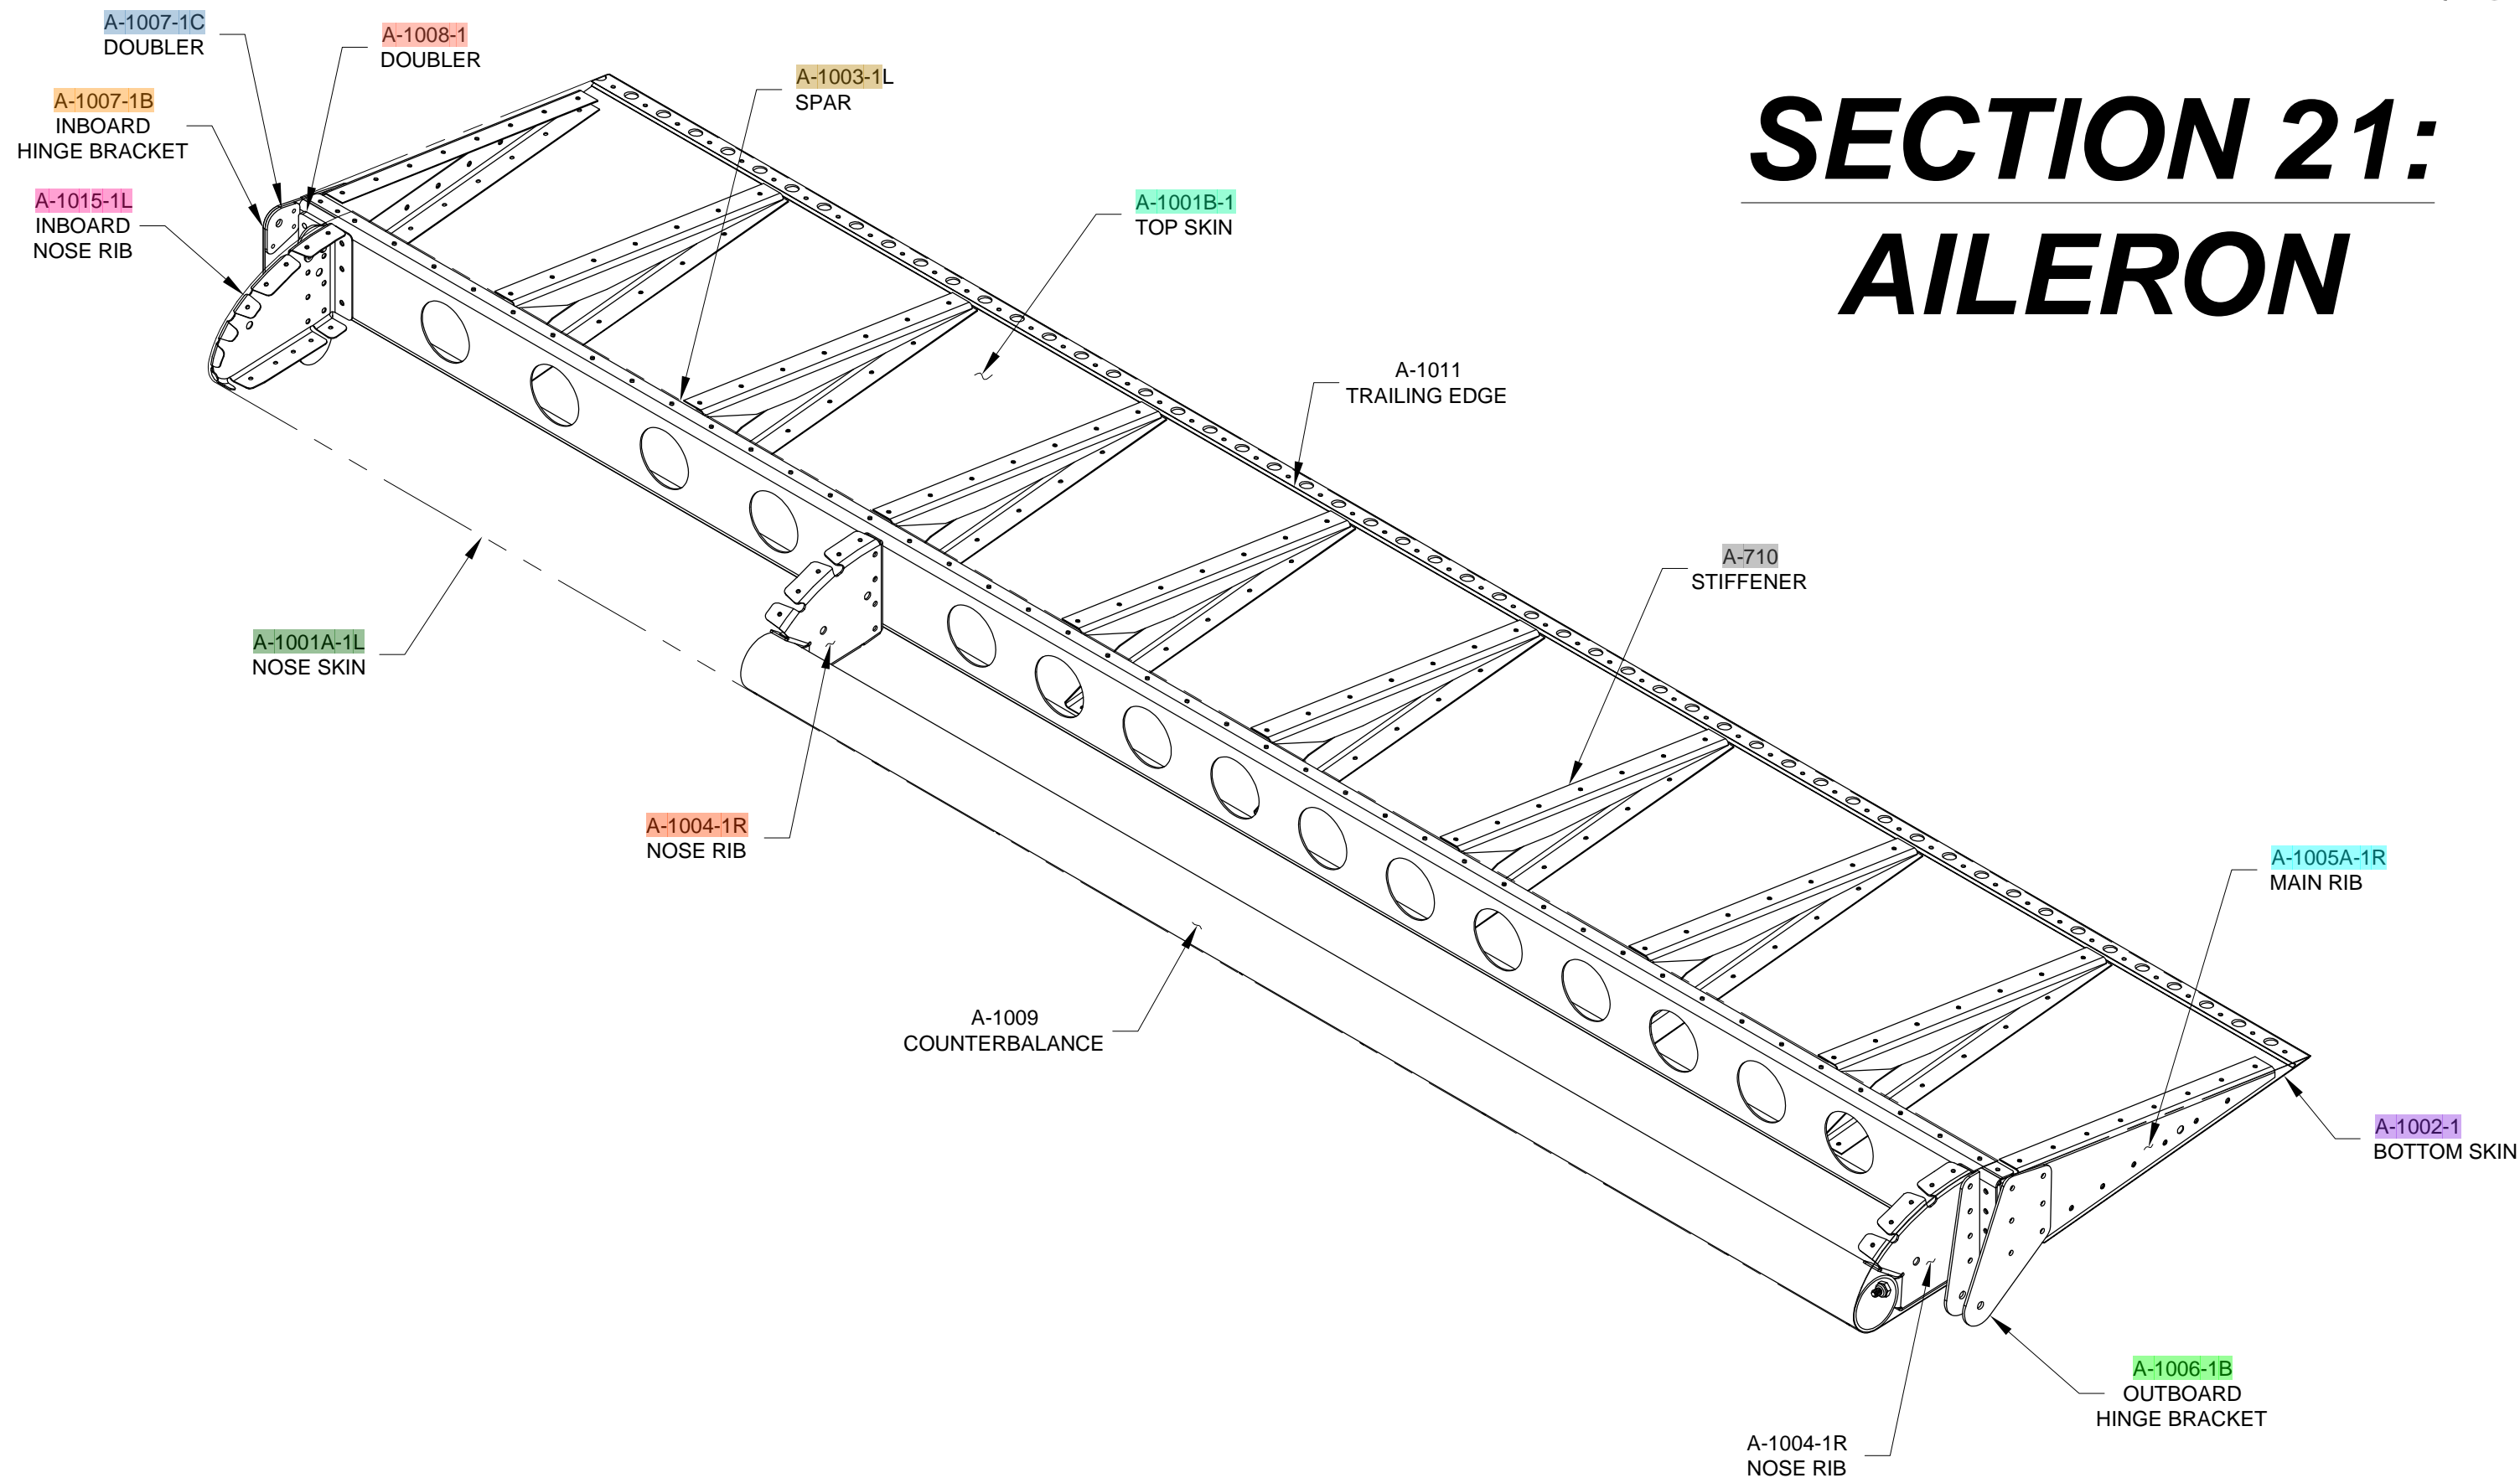 A-1007-1C
DOUBLER
A-1008-1
DOUBLER
A-1007-1B
INBOARD
HINGE BRACKET
A-1003-1L
SPAR
SECTION 21:
AILERON
A-1015-1L
INBOARD
NOSE RIB
A-1001B-1
TOP SKIN
A-1011
TRAILING EDGE
A-710
STIFFENER
A-1001A-1L
NOSE SKIN
A-1004-1R
NOSE RIB
A-1005A-1R
MAIN RIB
A-1009
COUNTERBALANCE
A-1002-1
BOTTOM SKIN
A-1006-1B
OUTBOARD
HINGE BRACKET
A-1004-1R
NOSE RIB